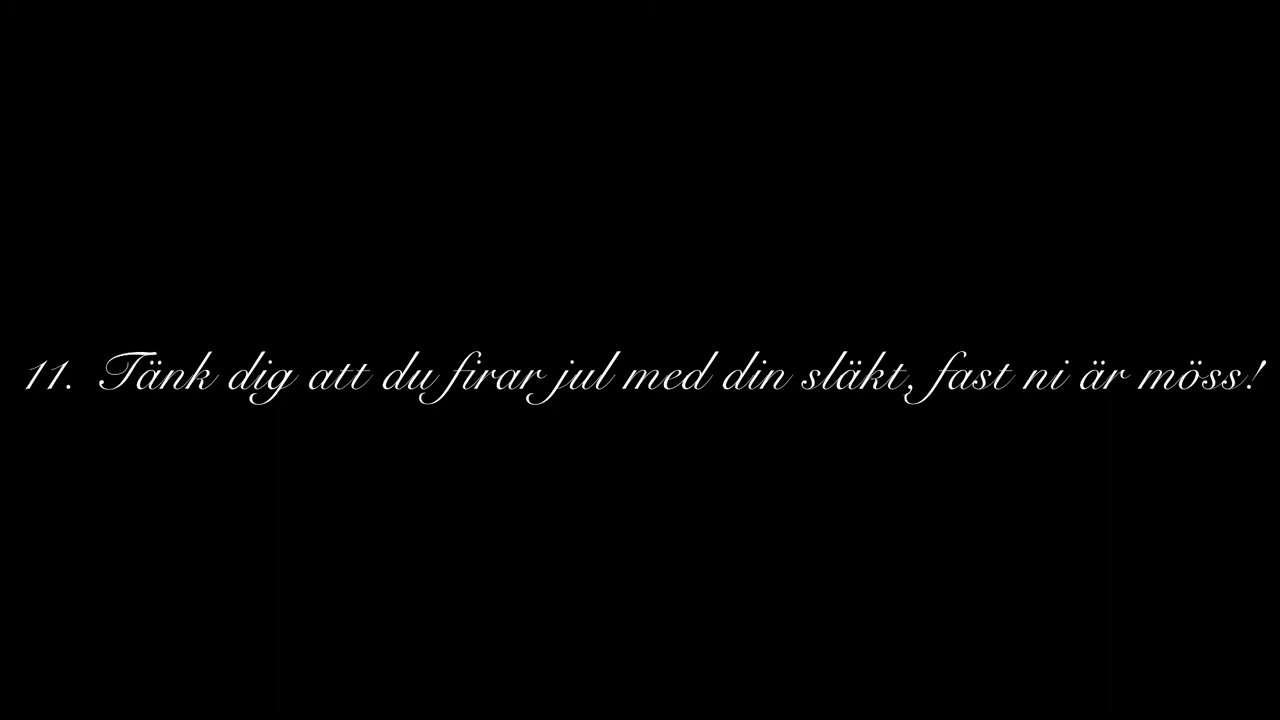 11. Tänk dig att du firar jul med din släkt, fast ni är möss!